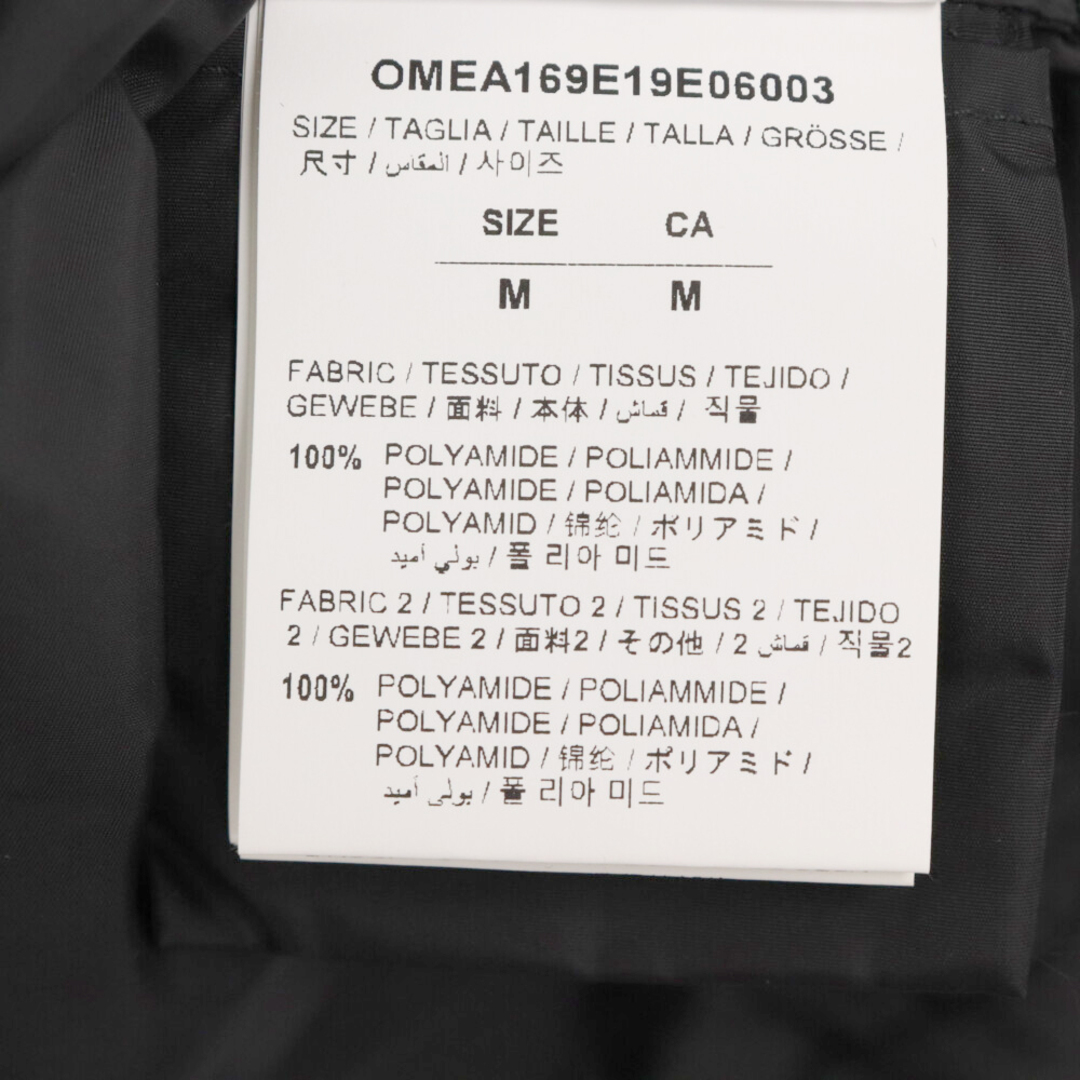 OMEA169E19E06003
SIZE / TAGLIA / TAILLE / TALLA / GRÖSSE /
尺寸 / المقاس / 사이즈
SIZE CA
M M
FABRIC / TESSUTO / TISSUS / TEJIDO /
GEWEBE / 面料 / 本体 / قماش / 직물
100% POLYAMIDE / POLIAMMIDE /
POLYAMIDE / POLIAMIDA /
POLYAMID / 锦纶 / ポリアミド /
بولي أميد / 폴리아미드
FABRIC 2 / TESSUTO 2 / TISSUS 2 / TEJIDO
2 / GEWEBE 2 / 面料2 / その他 / 2 قماش / 직물2
100% POLYAMIDE / POLIAMMIDE /
POLYAMIDE / POLIAMIDA /
POLYAMID / 锦纶 / ポリアミド /
بولي أميد / 폴리아미드